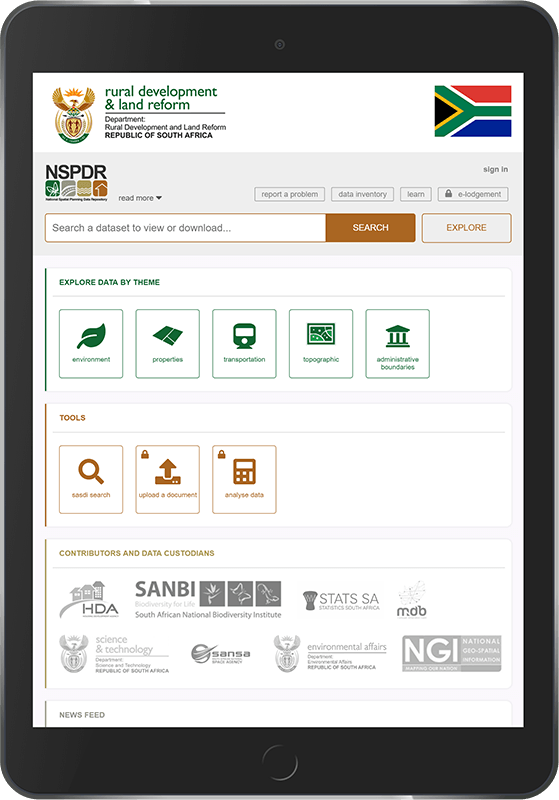 rural development
& land reform
Department:
Rural Development and Land Reform
REPUBLIC OF SOUTH AFRICA
sign in
NSPDR
National Spatial Planning Data Repository
read more
report a problem
data inventory
learn
e-lodgement
Search a dataset to view or download...
SEARCH
EXPLORE
EXPLORE DATA BY THEME
environment
properties
transportation
topographic
administrative
boundaries
TOOLS
sasdi search
upload a document
analyse data
CONTRIBUTORS AND DATA CUSTODIANS
HDA
SANBI
Biodiversity for Life
South African National Biodiversity Institute
STATS SA
STATISTICS SOUTH AFRICA
mdb
science
& technology
Department:
Science and Technology
REPUBLIC OF SOUTH AFRICA
sansa
SPACE AGENCY
environmental affairs
Department:
Environmental Affairs
REPUBLIC OF SOUTH AFRICA
NGI
NATIONAL
GEO-SPATIAL
INFORMATION
MAPPING OUR NATION
NEWS FEED